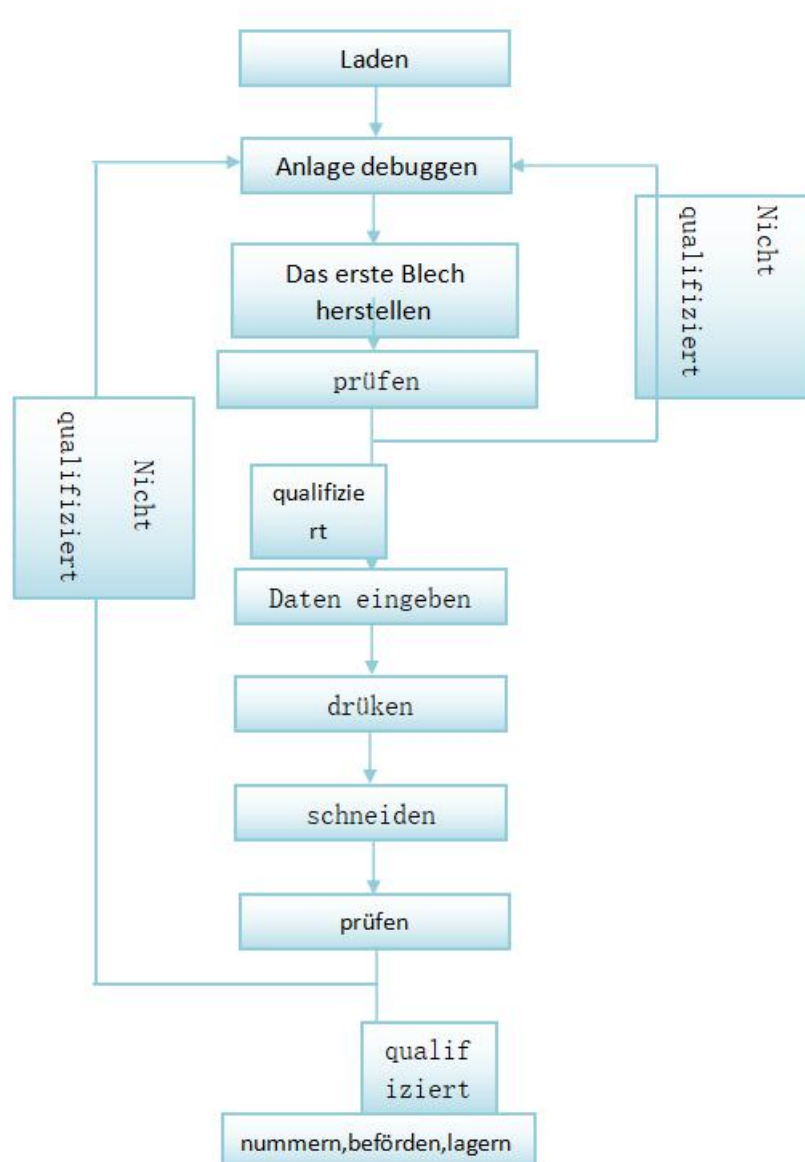 Laden
Anlage debuggen
Nicht
qualifiziert
Das erste Blech
herstellen
prüfen
Nicht
qualifiziert
qualifizie
rt
Daten eingeben
drüken
schneiden
prüfen
qualif
iziert
nummern,beförden,lagern